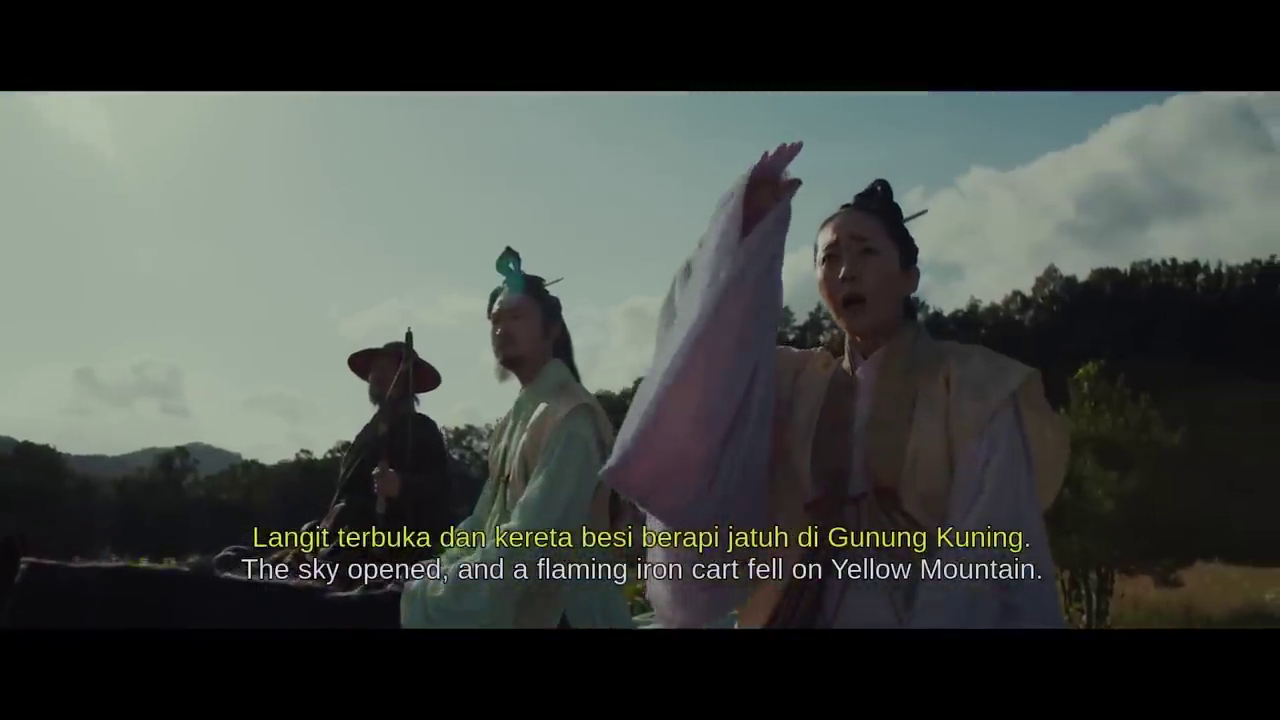 Langit terbuka dan kereta besi berapi jatuh di Gunung Kuning.
The sky opened, and a flaming iron cart fell on Yellow Mountain.